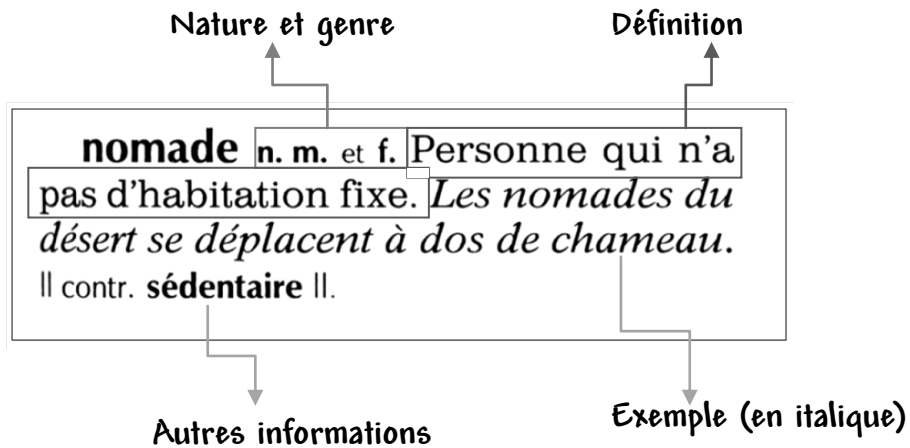 Nature et genre
Définition
nomade n. m. et f. Personne qui n'a
pas d'habitation fixe. Les nomades du
désert se déplacent à dos de chameau.
|| contr. sédentaire ||.
Autres informations
Exemple (en italique)